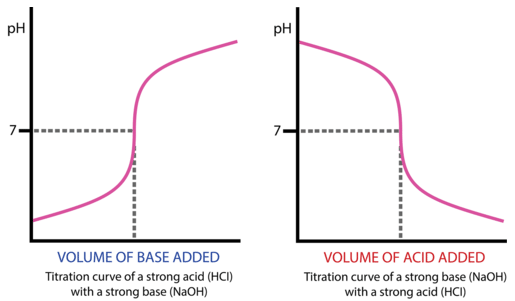 pH
7
VOLUME OF BASE ADDED
Titration curve of a strong acid (HCl)
with a strong base (NaOH)
pH
7
VOLUME OF ACID ADDED
Titration curve of a strong base (NaOH)
with a strong acid (HCl)